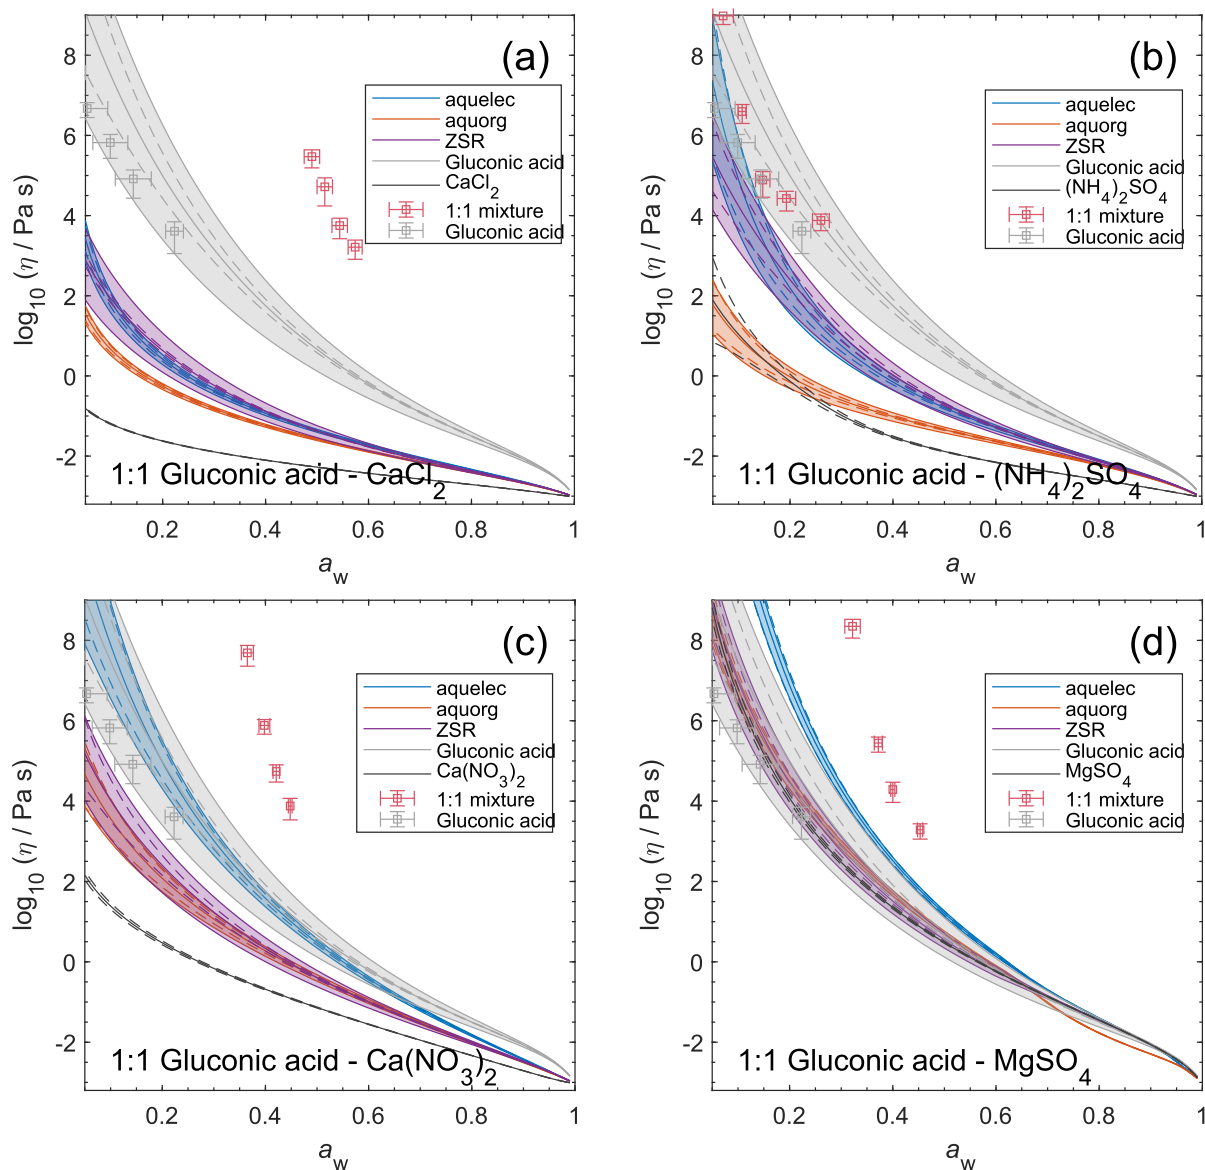 (a)
8
6
4
2
0
-2
log10 (η / Pa s)
aquelec
aquorg
ZSR
Gluconic acid
CaCl2
1:1 mixture
Gluconic acid
1:1 Gluconic acid - CaCl2
0.2 0.4 0.6 0.8 1
aw
(b)
8
6
4
2
0
-2
log10 (η / Pa s)
aquelec
aquorg
ZSR
Gluconic acid
(NH4)2SO4
1:1 mixture
Gluconic acid
1:1 Gluconic acid - (NH4)2SO4
0.2 0.4 0.6 0.8 1
aw
(c)
8
6
4
2
0
-2
log10 (η / Pa s)
aquelec
aquorg
ZSR
Gluconic acid
Ca(NO3)2
1:1 mixture
Gluconic acid
1:1 Gluconic acid - Ca(NO3)2
0.2 0.4 0.6 0.8 1
aw
(d)
8
6
4
2
0
-2
log10 (η / Pa s)
aquelec
aquorg
ZSR
Gluconic acid
MgSO4
1:1 mixture
Gluconic acid
1:1 Gluconic acid - MgSO4
0.2 0.4 0.6 0.8 1
aw